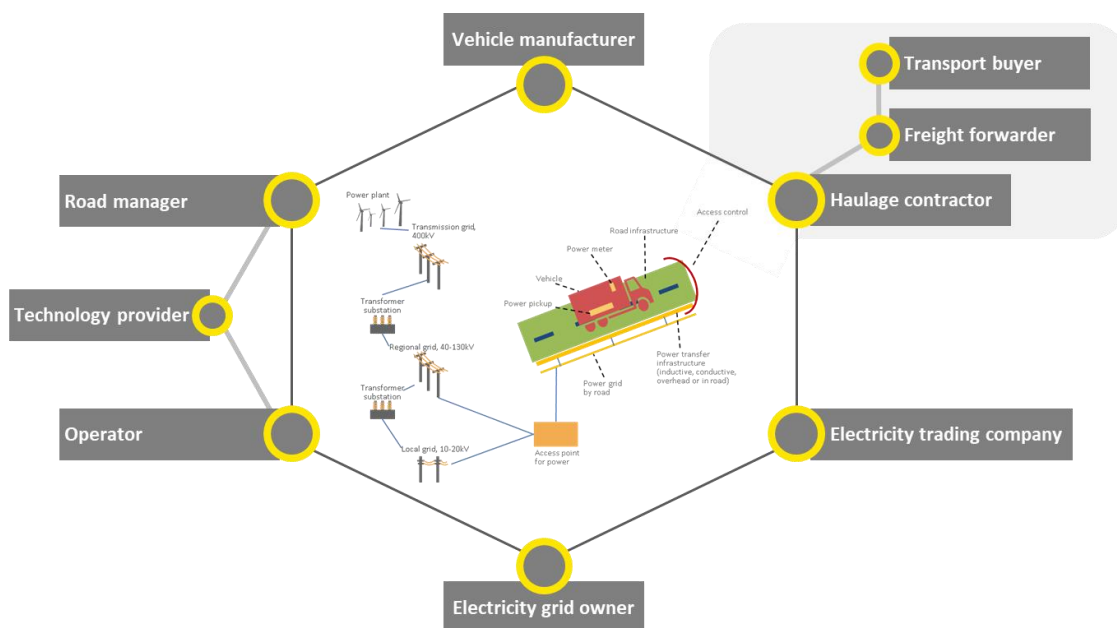 Vehicle manufacturer
Transport buyer
Freight forwarder
Road manager
Haulage contractor
Power plant
Transmission grid,
400kV
Access control
Road infrastructure
Power meter
Vehicle
Power pickup
Technology provider
Transformer
substation
Regional grid, 40-130kV
Power transfer
infrastructure
(inductive, conductive,
overhead or in road)
Power grid
by road
Transformer
substation
Operator
Electricity trading company
Local grid, 10-20kV
Access point
for power
Electricity grid owner